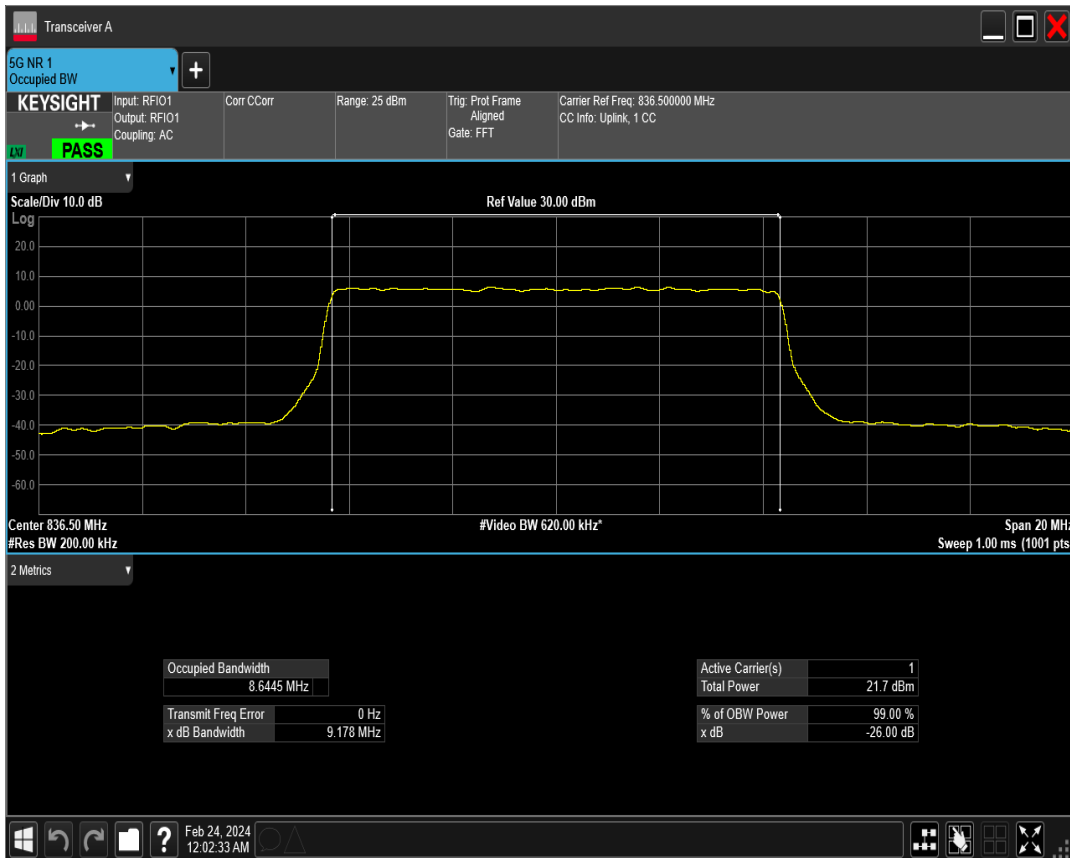 Transceiver A
5G NR 1
Occupied BW
KEYSIGHT
Input: RFIO1
Output: RFIO1
Coupling: AC
Corr CCorr
Range: 25 dBm
Trig: Prot Frame
Aligned
Gate: FFT
Carrier Ref Freq: 836.500000 MHz
CC Info: Uplink, 1 CC
LXI
PASS
1 Graph
Scale/Div 10.0 dB
Ref Value 30.00 dBm
Log
20.0
10.0
0.00
-10.0
-20.0
-30.0
-40.0
-50.0
-60.0
Center 836.50 MHz
#Video BW 620.00 kHz*
Span 20 MHz
#Res BW 200.00 kHz
Sweep 1.00 ms (1001 pts
2 Metrics
Occupied Bandwidth
8.6445 MHz
Transmit Freq Error 0 Hz
x dB Bandwidth 9.178 MHz
Active Carrier(s) 1
Total Power 21.7 dBm
% of OBW Power 99.00 %
x dB -26.00 dB
?
Feb 24, 2024
12:02:33 AM